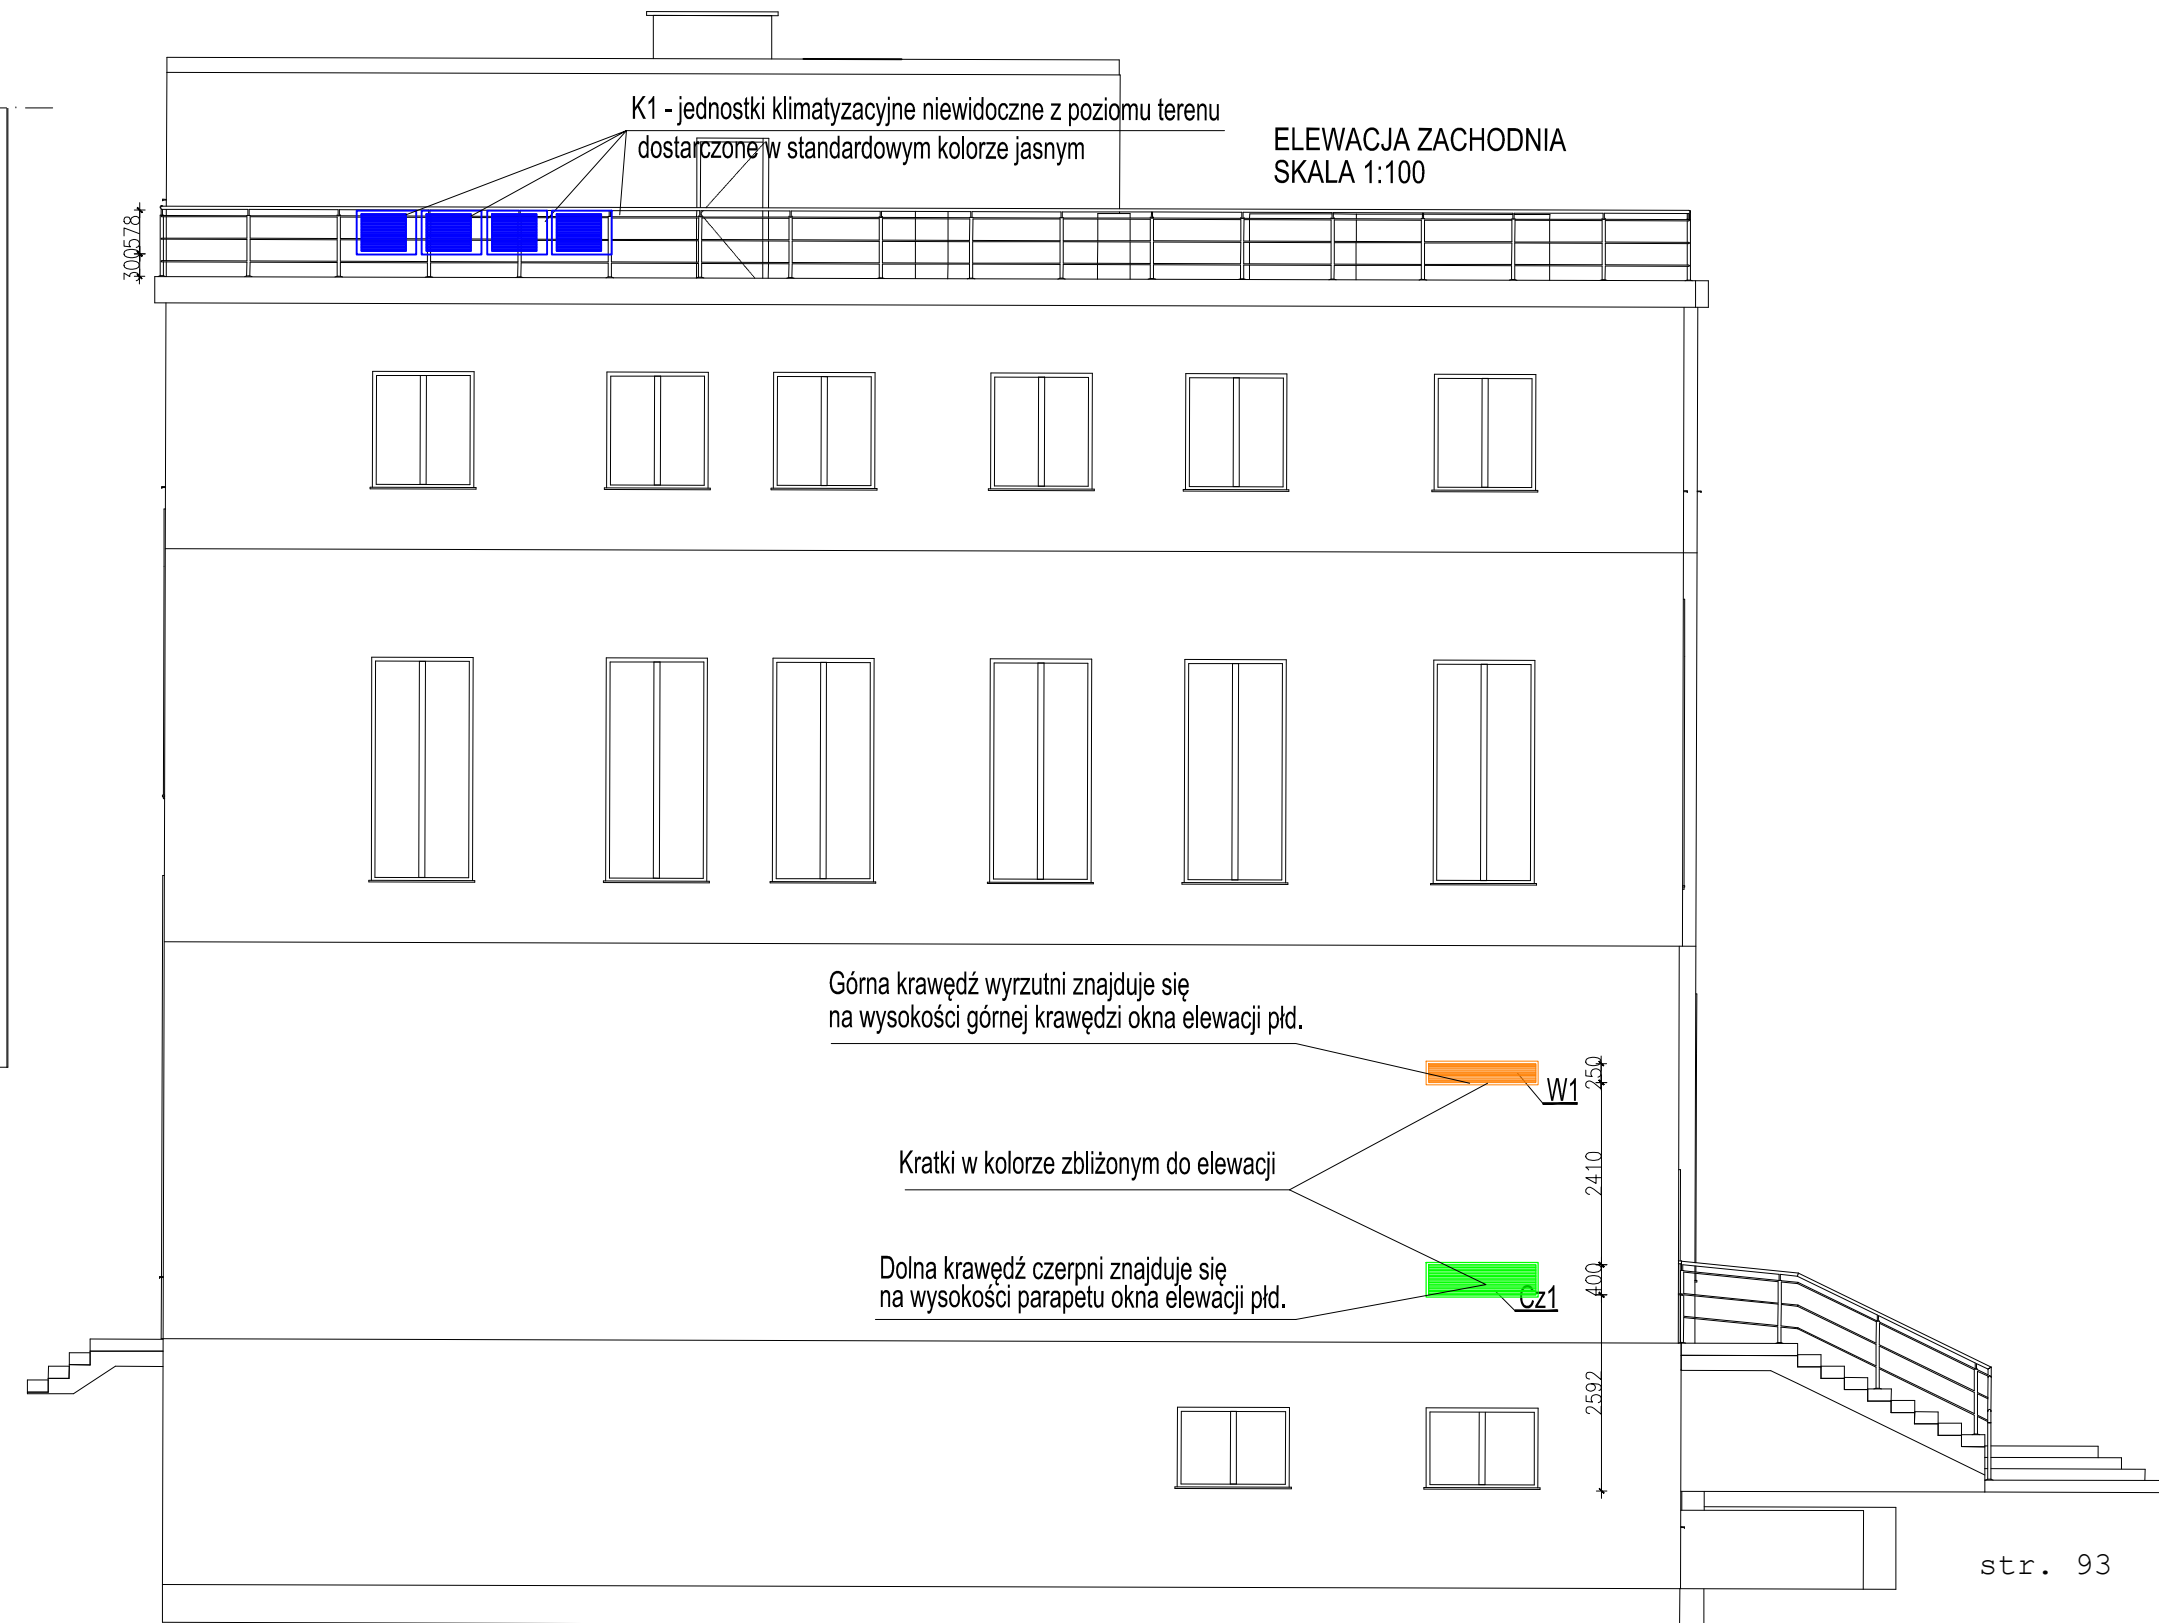 K1 - jednostki klimatyzacyjne niewidoczne z poziomu terenu
dostarczone w standardowym kolorze jasnym
ELEWACJA ZACHODNIA
SKALA 1:100
578
300
Górna krawędź wyrzutni znajduje się
na wysokości górnej krawędzi okna elewacji płd.
250
W1
2410
Kratki w kolorze zbliżonym do elewacji
Dolna krawędź czerpni znajduje się
na wysokości parapetu okna elewacji płd.
400
Cz1
2592
str. 93